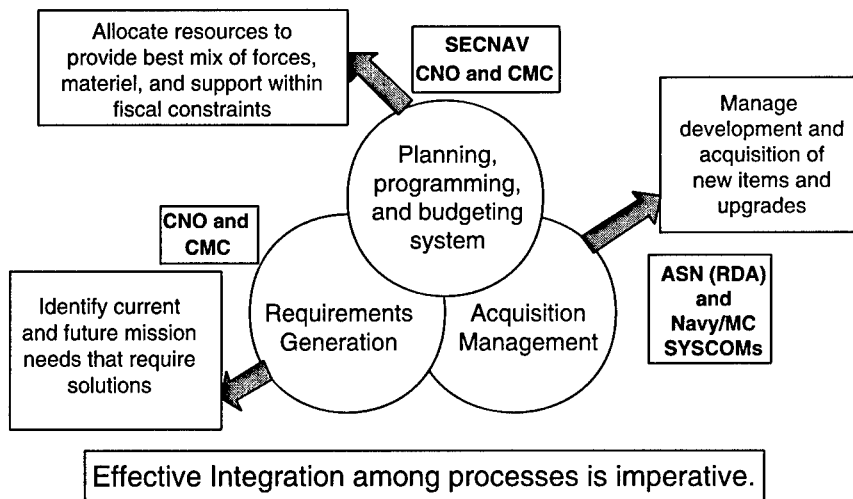 Allocate resources to
provide best mix of forces,
materiel, and support within
fiscal constraints
SECNAV
CNO and CMC
Manage
development and
acquisition of
new items and
upgrades
Planning,
programming,
and budgeting
system
CNO and
CMC
ASN (RDA)
and
Navy/MC
SYSCOMs
Identify current
and future mission
needs that require
solutions
Requirements
Generation
Acquisition
Management
Effective Integration among processes is imperative.